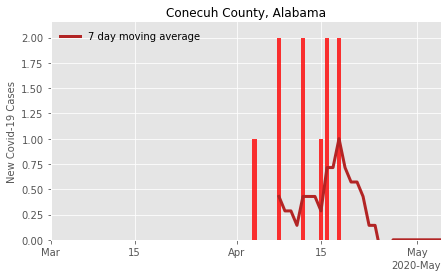 Conecuh County, Alabama
7 day moving average
New Covid-19 Cases
2.00
1.75
1.50
1.25
1.00
0.75
0.50
0.25
0.00
Mar 15 Apr 15 May
2020-May